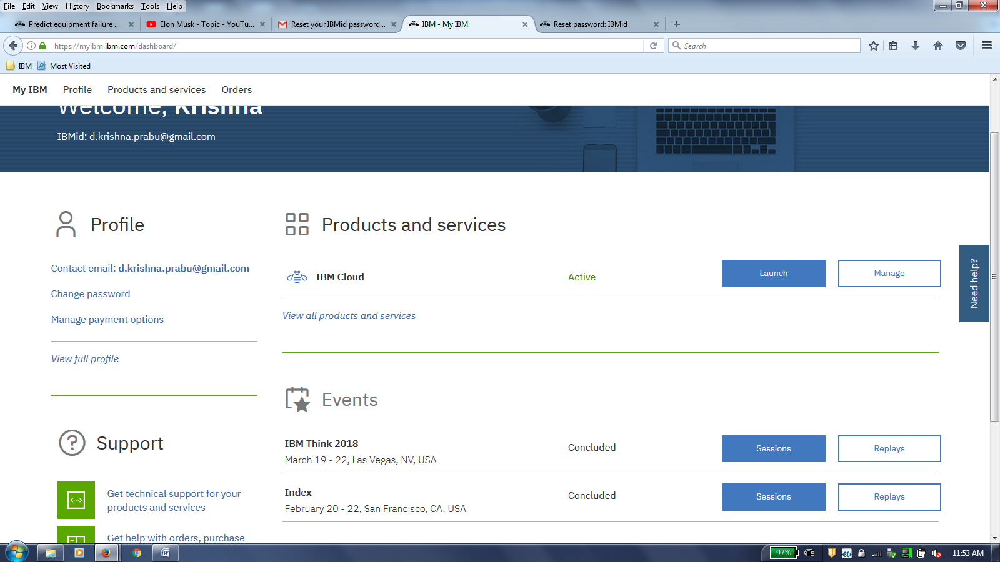 File Edit View History Bookmarks Tools Help
Predict equipment failure ...
Elon Musk - Topic - YouTu...
Reset your IBMid password...
IBM - My IBM
Reset password: IBMid
https://myibm.ibm.com/dashboard/
Search
IBM
Most Visited
My IBM Profile Products and services Orders
Welcome, Krishna
IBMid: d.krishna.prabu@gmail.com
Profile
Contact email: d.krishna.prabu@gmail.com
Change password
Manage payment options
View full profile
Support
Get technical support for your
products and services
Get help with orders, purchase
Products and services
IBM Cloud Active Launch Manage
View all products and services
Events
IBM Think 2018
March 19 - 22, Las Vegas, NV, USA
Concluded Sessions Replays
Index
February 20 - 22, San Francisco, CA, USA
Concluded Sessions Replays
Need help?
97%
11:53 AM